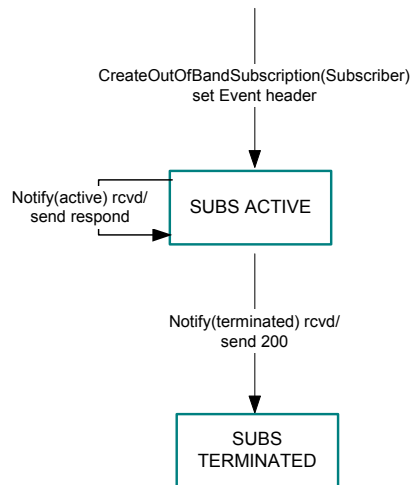 CreateOutOfBandSubscription(Subscriber)
set Event header
Notify(active) rcvd/
send respond
SUBS ACTIVE
Notify(terminated) rcvd/
send 200
SUBS
TERMINATED